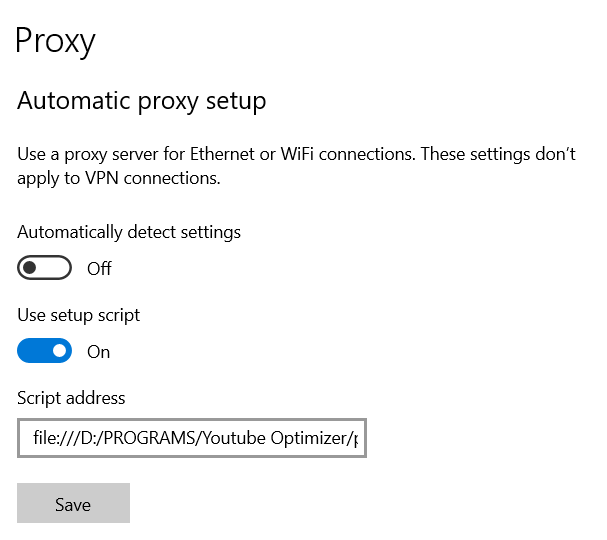 Proxy
Automatic proxy setup
Use a proxy server for Ethernet or WiFi connections. These settings don't
apply to VPN connections.
Automatically detect settings
Off
Use setup script
On
Script address
file:///D:/PROGRAMS/Youtube Optimizer/p
Save